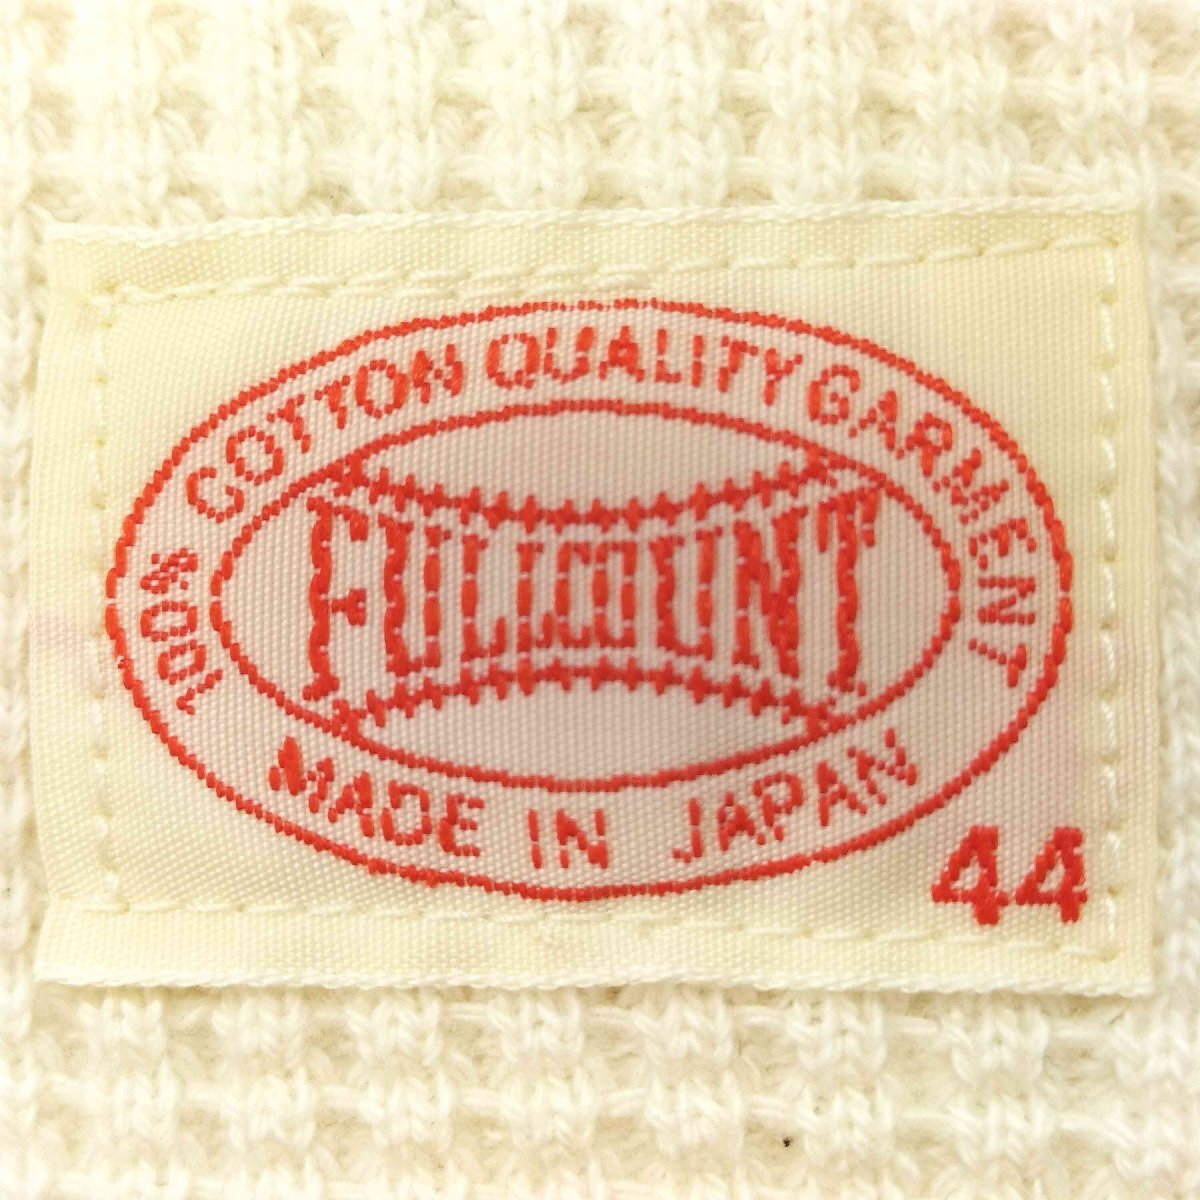 100% COTTON QUALITY GARMENT
FULLCOUNT
MADE IN JAPAN
44